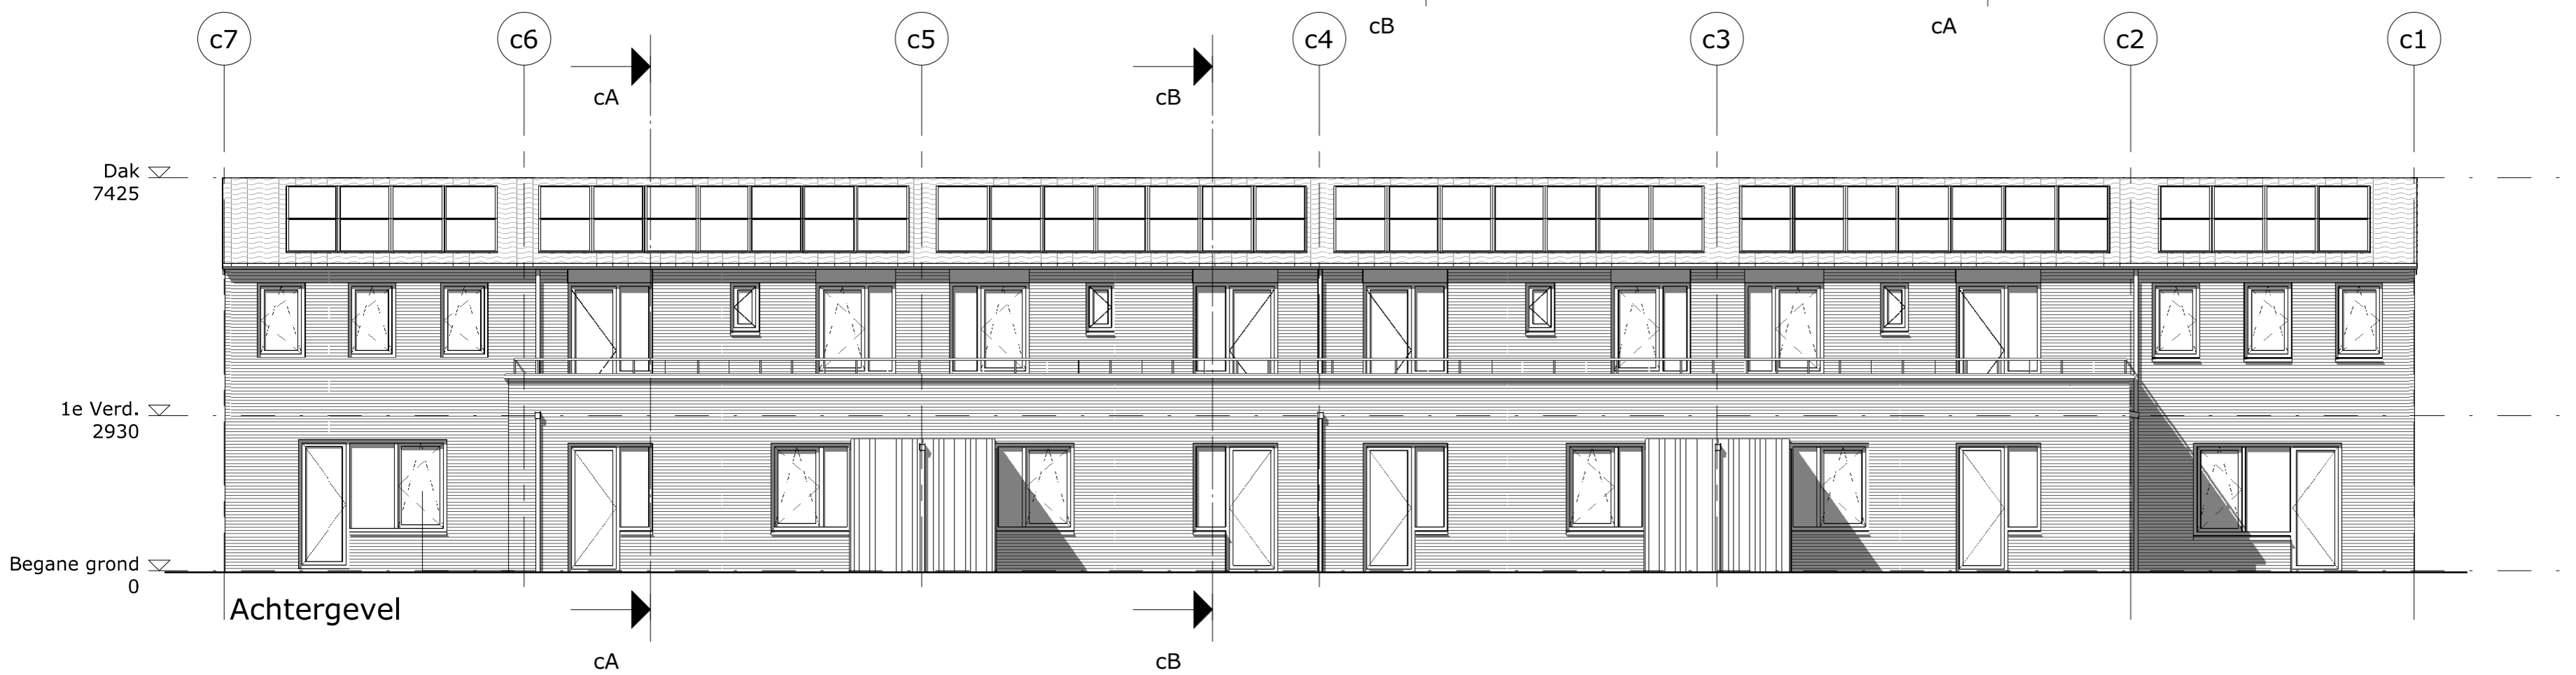 cB
cA
c7
c6
c5
c4
c3
c2
c1
cA
cB
Dak
7425
1e Verd.
2930
Begane grond
0
Achtergevel
cA
cB